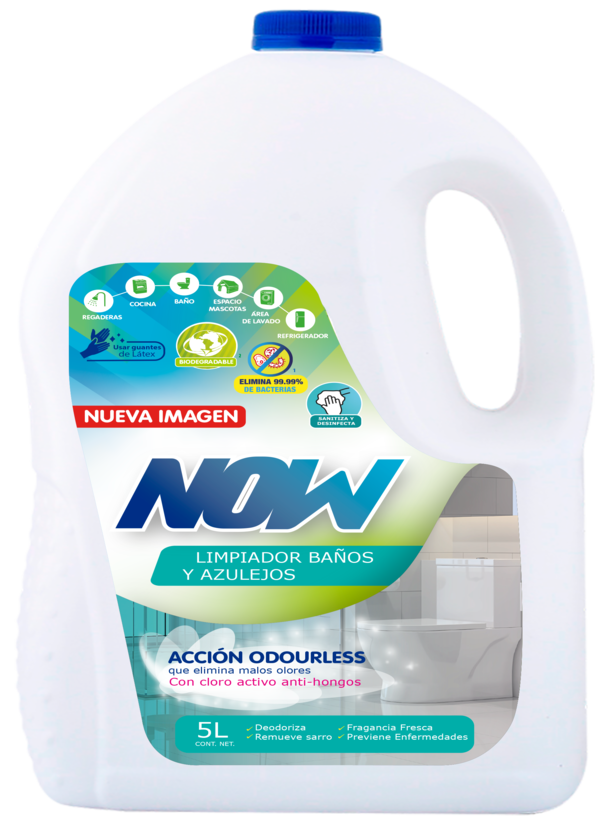 REGADERAS
COCINA
BAÑO
ESPACIO
MASCOTAS
ÁREA
DE LAVADO
REFRIGERADOR
Usar guantes
de Látex
BIODEGRADABLE
2
ELIMINA 99.99%
DE BACTERIAS
1
SANITIZA Y
DESINFECTA
NUEVA IMAGEN
NOW
LIMPIADOR BAÑOS
Y AZULEJOS
ACCIÓN ODOURLESS
que elimina malos olores
Con cloro activo anti-hongos
5L
CONT. NET.
✓ Deodoriza
✓ Remueve sarro
✓ Fragancia Fresca
✓ Previene Enfermedades